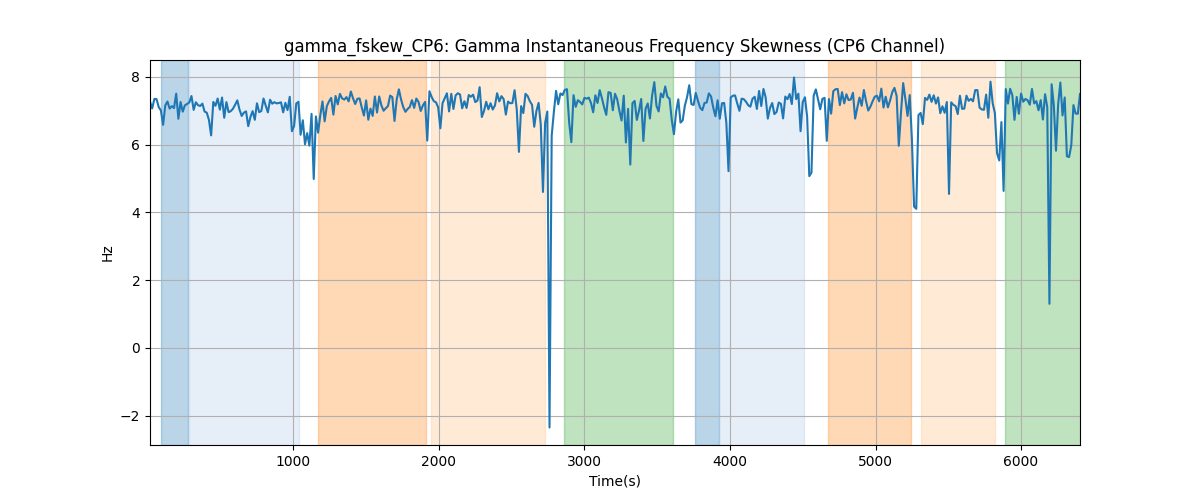 gamma_fskew_CP6: Gamma Instantaneous Frequency Skewness (CP6 Channel)
8
6
4
2
0
−2
Hz
1000 2000 3000 4000 5000 6000
Time(s)